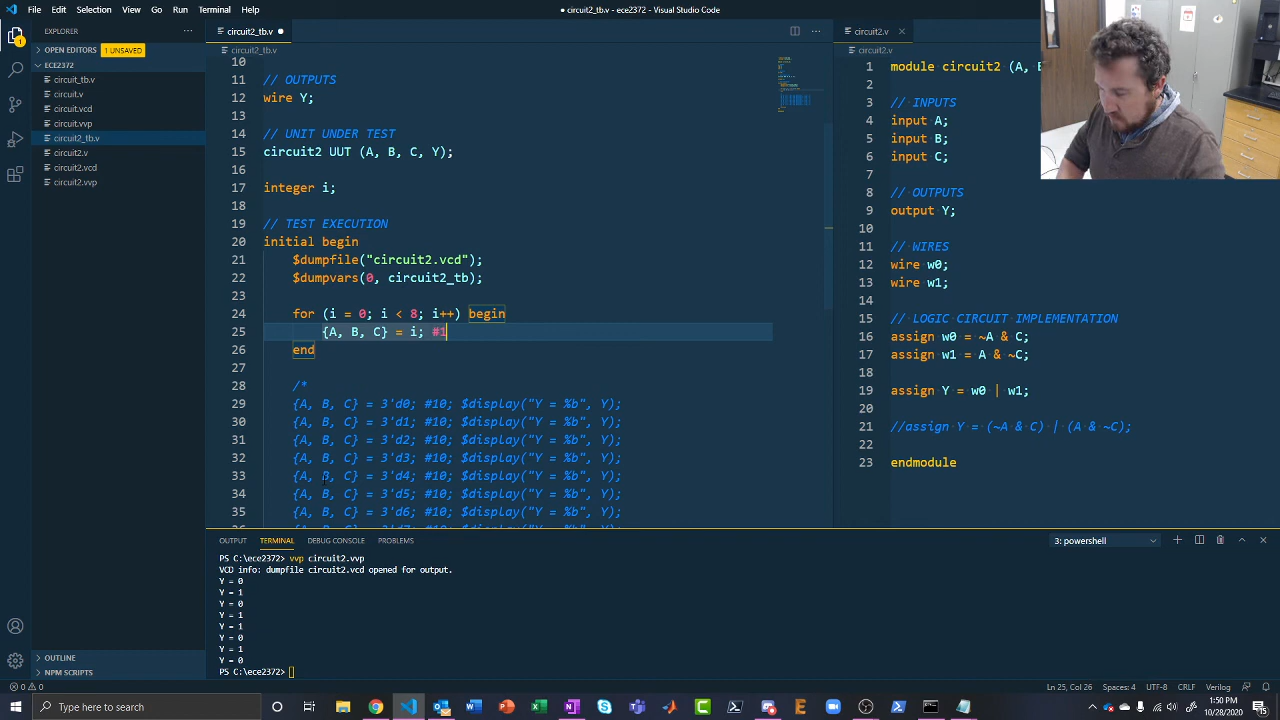 File Edit Selection View Go Run Terminal Help
● circuit2_tb.v - ece2372 - Visual Studio Code
EXPLORER
OPEN EDITORS 1 UNSAVED
ECE2372
circuit_tb.v
circuit.v
circuit.vcd
circuit.vvp
circuit2_tb.v
circuit2.v
circuit2.vcd
circuit2.vvp
OUTLINE
NPM SCRIPTS
circuit2_tb.v
circuit2_tb.v
10
11 // OUTPUTS
12 wire Y;
13
14 // UNIT UNDER TEST
15 circuit2 UUT (A, B, C, Y);
16
17 integer i;
18
19 // TEST EXECUTION
20 initial begin
21 $dumpfile("circuit2.vcd");
22 $dumpvars(0, circuit2_tb);
23
24 for (i = 0; i < 8; i++) begin
25 {A, B, C} = i; #1
26 end
27
28 /*
29 {A, B, C} = 3'd0; #10; $display("Y = %b", Y);
30 {A, B, C} = 3'd1; #10; $display("Y = %b", Y);
31 {A, B, C} = 3'd2; #10; $display("Y = %b", Y);
32 {A, B, C} = 3'd3; #10; $display("Y = %b", Y);
33 {A, B, C} = 3'd4; #10; $display("Y = %b", Y);
34 {A, B, C} = 3'd5; #10; $display("Y = %b", Y);
35 {A, B, C} = 3'd6; #10; $display("Y = %b", Y);
36 {A, B, C} = 3'd7; #10; $display("Y = %b", Y);
circuit2.v
circuit2.v
1 module circuit2 (A, B
2
3 // INPUTS
4 input A;
5 input B;
6 input C;
7
8 // OUTPUTS
9 output Y;
10
11 // WIRES
12 wire w0;
13 wire w1;
14
15 // LOGIC CIRCUIT IMPLEMENTATION
16 assign w0 = ~A & C;
17 assign w1 = A & ~C;
18
19 assign Y = w0 | w1;
20
21 //assign Y = (~A & C) | (A & ~C);
22
23 endmodule
OUTPUT TERMINAL DEBUG CONSOLE PROBLEMS
3: powershell
PS C:\ece2372> vvp circuit2.vvp
VCD info: dumpfile circuit2.vcd opened for output.
Y = 0
Y = 1
Y = 0
Y = 1
Y = 1
Y = 0
Y = 1
Y = 0
PS C:\ece2372>
0 0
Ln 25, Col 26 Spaces: 4 UTF-8 CRLF Verilog
Type here to search
1:50 PM
10/28/2020